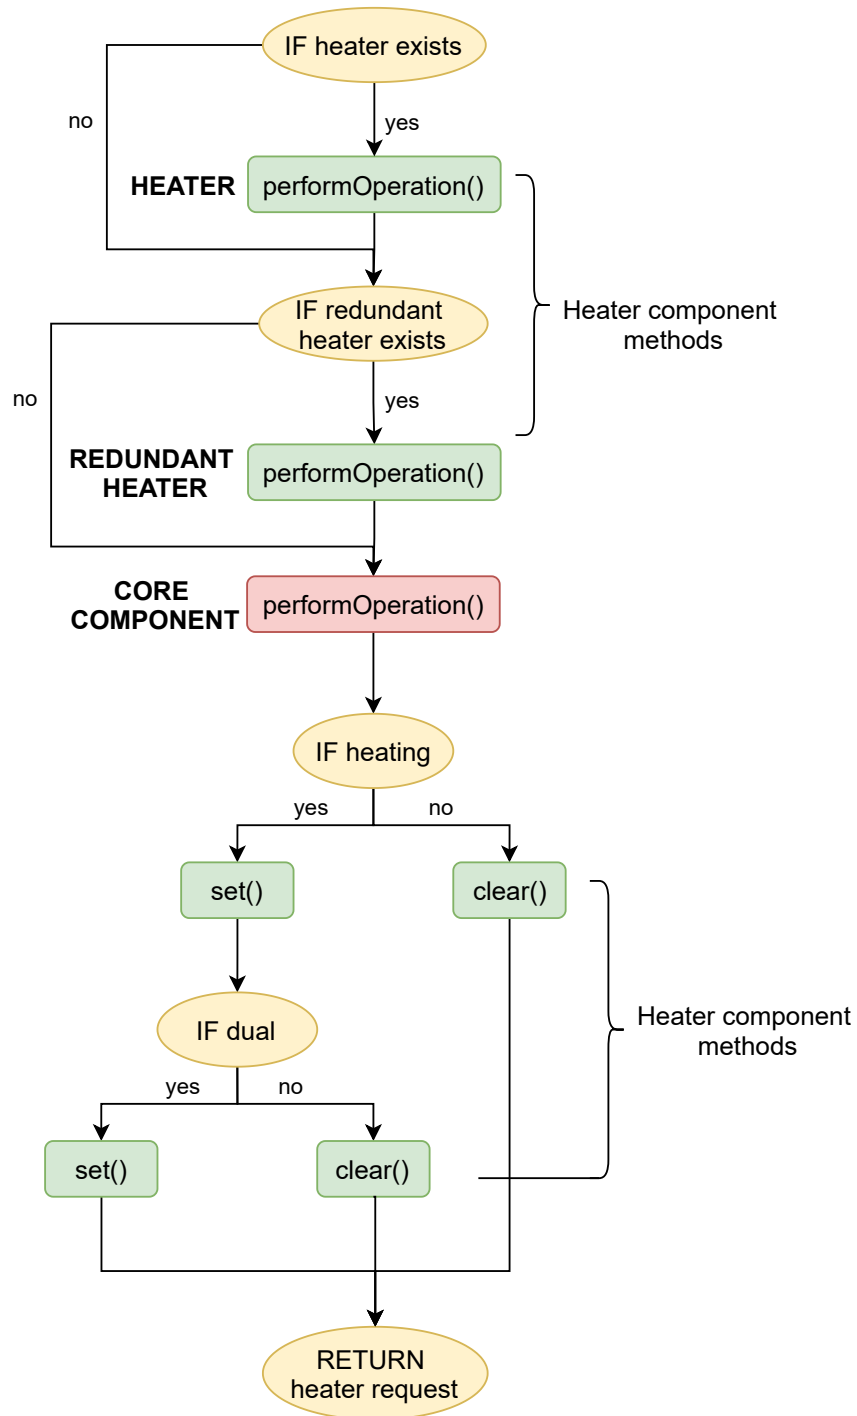 IF heater exists
no
yes
HEATER
performOperation()
IF redundant
heater exists
Heater component
methods
no
yes
REDUNDANT
HEATER
performOperation()
CORE
COMPONENT
performOperation()
IF heating
yes
no
set()
clear()
IF dual
Heater component
methods
yes
no
set()
clear()
RETURN
heater request